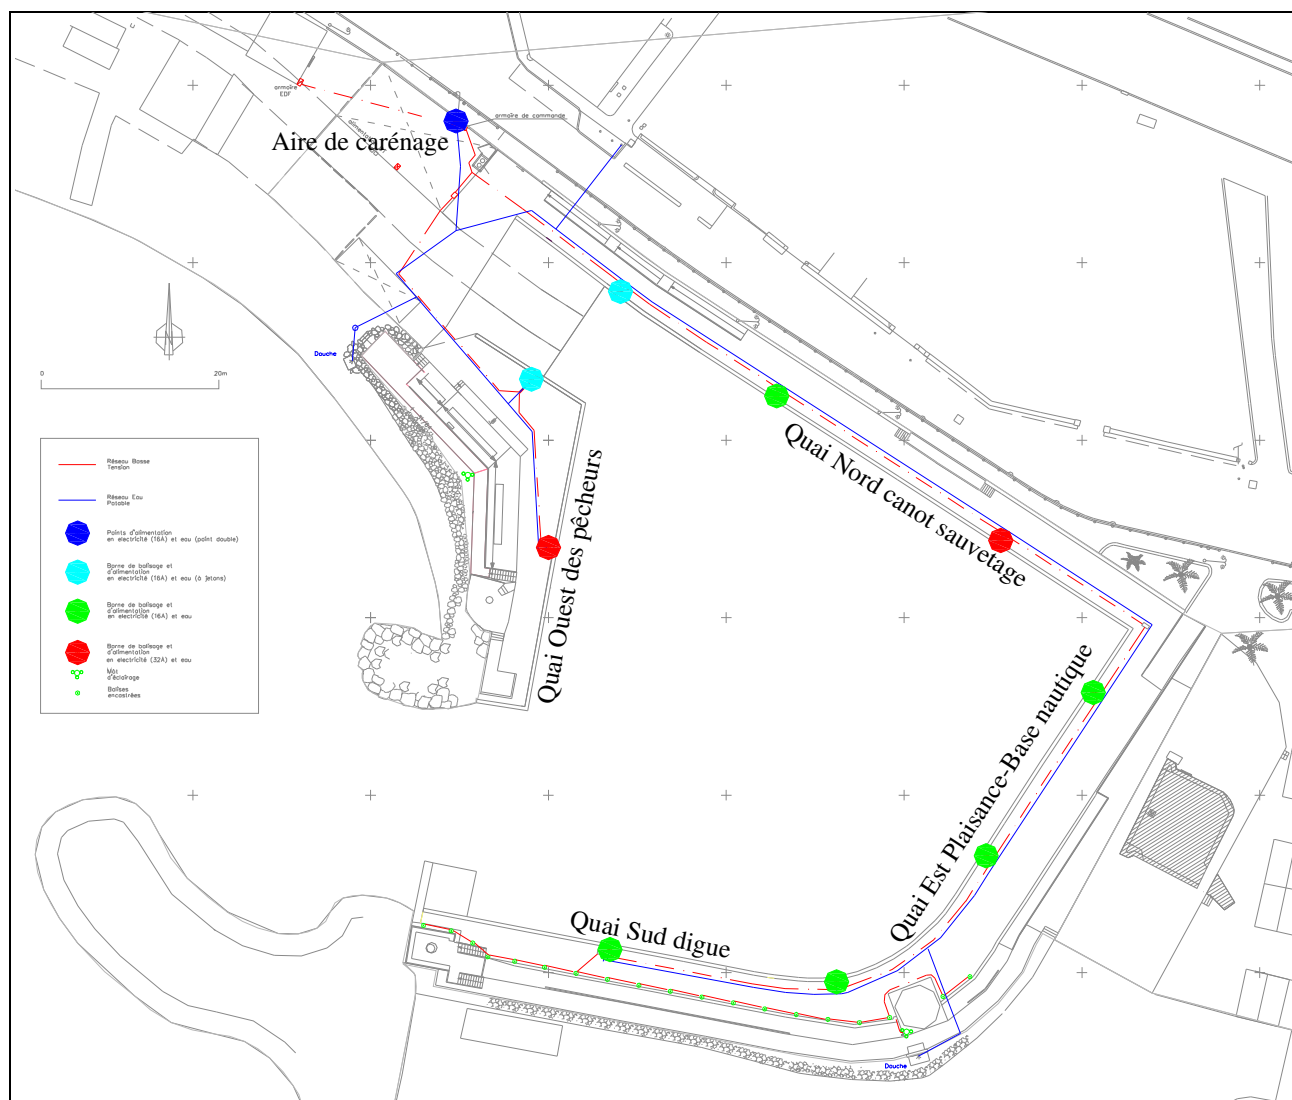 armoire
EDF
armoire de commande
Aire de carénage
Douche
0
20m
Réseau Basse
Tension
Réseau Eau
Potable
Points d'alimentation
en electricité (16A) et eau (point double)
Borne de balisage et
d'alimentation
en électricité (16A) et eau (à jetons)
Borne de balisage et
d'alimentation
en électricité (16A) et eau
Borne de balisage et
d'alimentation
en electricité (32A) et eau
Mât
d'éclairage
Balises
encastrées
Quai Ouest des pêcheurs
Quai Nord canot sauvetage
Quai Est Plaisance-Base nautique
Quai Sud digue
Douche